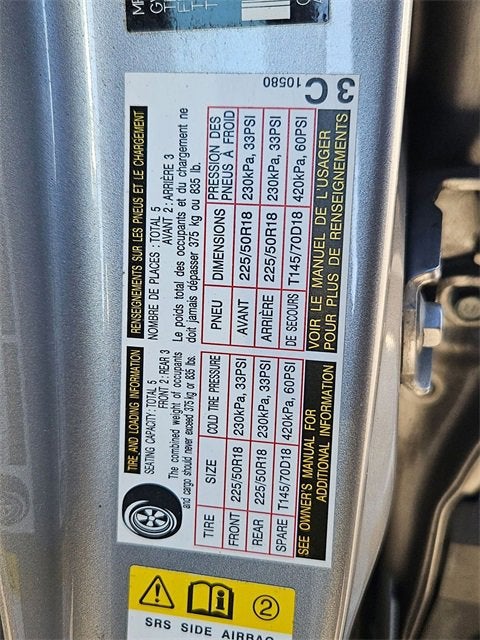 TIRE AND LOADING INFORMATION
SEATING CAPACITY: TOTAL 5
FRONT 2: REAR 3
The combined weight of occupants
and cargo should never exceed 375 kg or 835 lb.
TIRE SIZE COLD TIRE PRESSURE
FRONT 225/50R18 230kPa, 33PSI
REAR 225/50R18 230kPa, 33PSI
SPARE T145/70D18 420kPa, 60PSI
SEE OWNER'S MANUAL FOR
ADDITIONAL INFORMATION
RENSEIGNEMENTS SUR LES PNEUS ET LE CHARGEMENT
NOMBRE DE PLACES : TOTAL 5
AVANT 2 : ARRIÈRE 3
Le poids total des occupants et du chargement ne
doit jamais dépasser 375 kg ou 835 lb.
PNEU DIMENSIONS PRESSION DES
PNEUS À FROID
AVANT 225/50R18 230kPa, 33PSI
ARRIÈRE 225/50R18 230kPa, 33PSI
DE SECOURS T145/70D18 420kPa, 60PSI
VOIR LE MANUEL DE L'USAGER
POUR PLUS DE RENSEIGNEMENTS
10580
3C
2
SRS SIDE AIRBAG